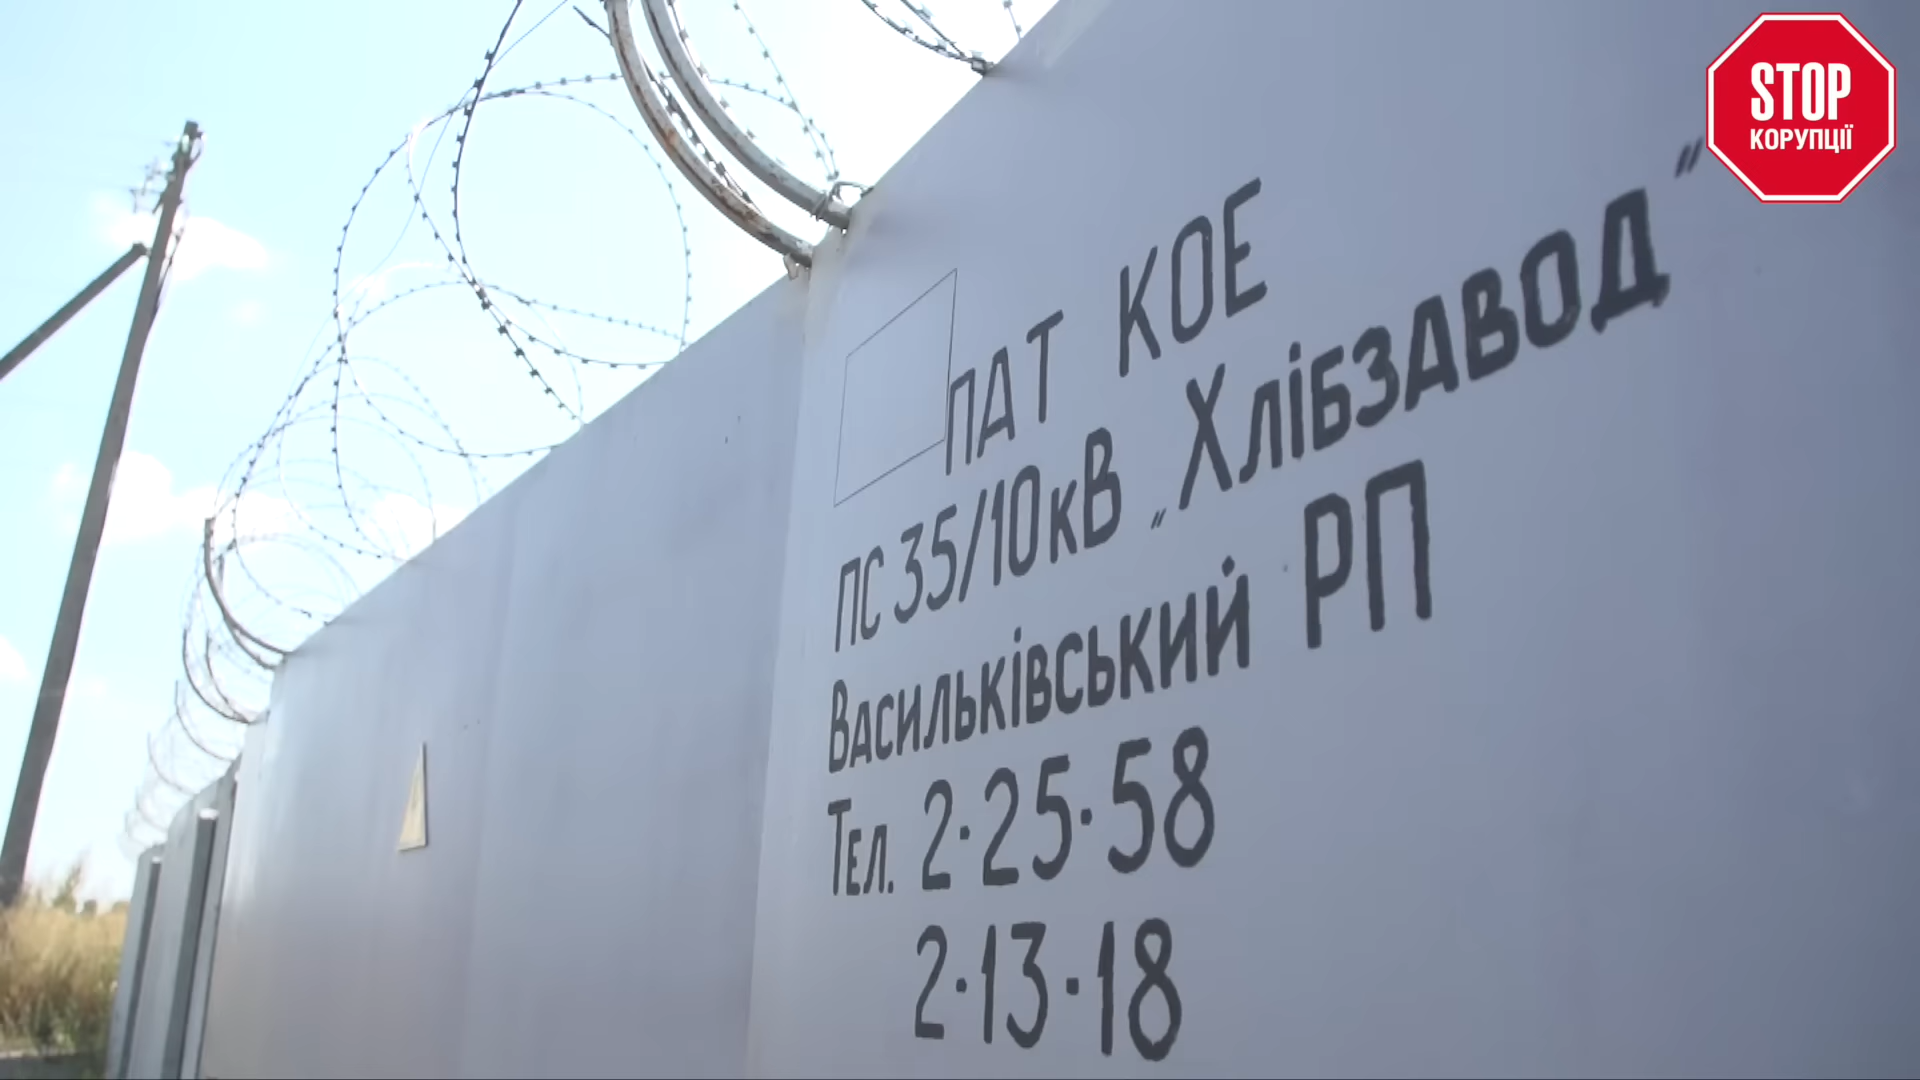 STOP
КОРУПЦІЇ
ПАТ КОЕ
ПС 35/10кВ „Хлібзавод"
Васильківський РП
Тел. 2·25·58
2·13·18